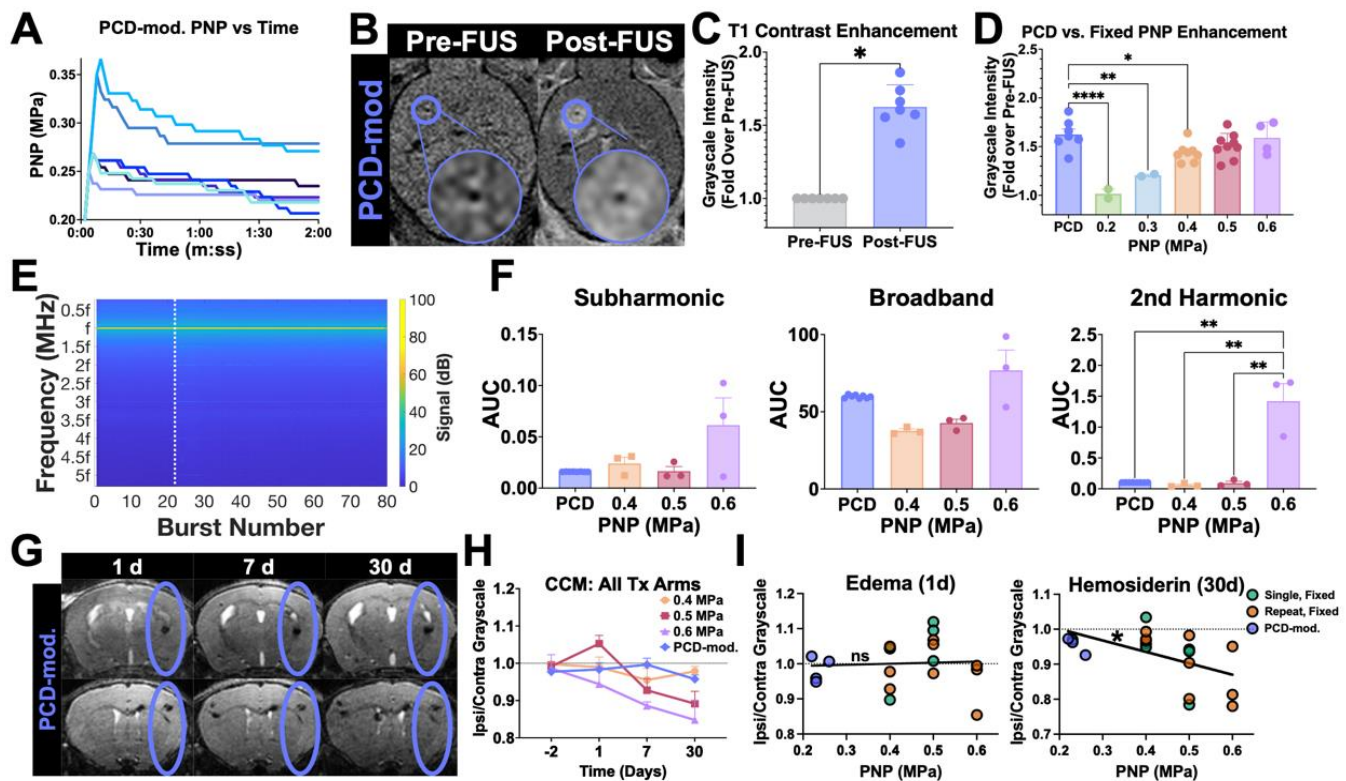 A
PCD-mod. PNP vs Time
PNP (MPa)
0.35
0.30
0.25
0.20
0:00
0:30
1:00
1:30
2:00
Time (m:ss)
B
Pre-FUS
Post-FUS
PCD-mod
C
T1 Contrast Enhancement
Grayscale Intensity
(Fold Over Pre-FUS)
2.0
1.5
1.0
*
Pre-FUS
Post-FUS
D
PCD vs. Fixed PNP Enhancement
Grayscale Intensity
(Fold Over Pre-FUS)
2.0
1.5
1.0
*
**
****
PCD
0.2
0.3
0.4
0.5
0.6
PNP (MPa)
E
Frequency (MHz)
0.5f
f
1.5f
2f
2.5f
3f
3.5f
4f
4.5f
5f
0
10
20
30
40
50
60
70
80
Burst Number
100
80
60
40
20
0
Signal (dB)
F
Subharmonic
AUC
0.15
0.10
0.05
0.00
PCD
0.4
0.5
0.6
PNP (MPa)
Broadband
AUC
100
50
0
PCD
0.4
0.5
0.6
PNP (MPa)
2nd Harmonic
AUC
2.5
2.0
1.5
1.0
0.5
0.0
**
**
**
PCD
0.4
0.5
0.6
PNP (MPa)
G
1 d
7 d
30 d
PCD-mod.
H
CCM: All Tx Arms
Ipsi/Contra Grayscale
1.2
1.1
1.0
0.9
0.8
0.4 MPa
0.5 MPa
0.6 MPa
PCD-mod.
-2
1
7
30
Time (Days)
I
Edema (1d)
Ipsi/Contra Grayscale
1.2
1.1
1.0
0.9
0.8
ns
0.2
0.3
0.4
0.5
0.6
PNP (MPa)
Hemosiderin (30d)
Ipsi/Contra Grayscale
1.1
1.0
0.9
0.8
0.7
*
0.2
0.3
0.4
0.5
0.6
PNP (MPa)
Single, Fixed
Repeat, Fixed
PCD-mod.